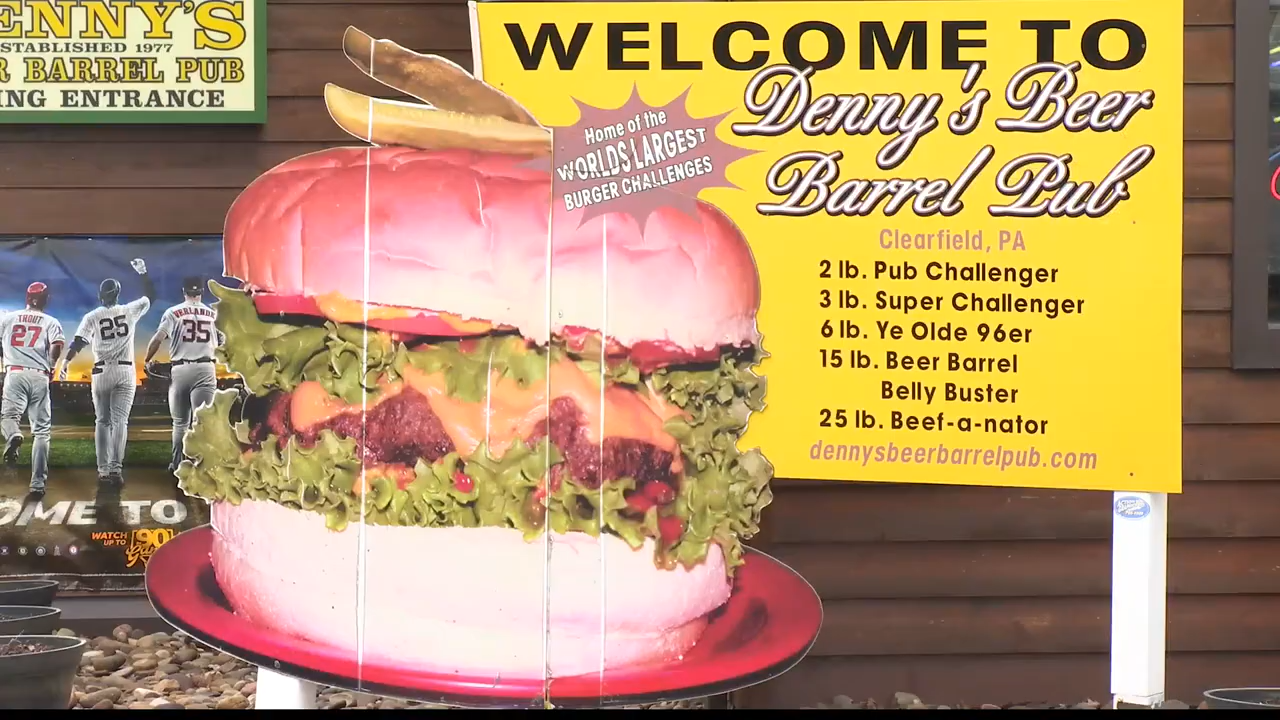 ENNY'S
ESTABLISHED 1977
R BARREL PUB
ING ENTRANCE
WELCOME TO
Denny's Beer
Barrel Pub
Home of the
WORLDS LARGEST
BURGER CHALLENGES
Clearfield, PA
2 lb. Pub Challenger
3 lb. Super Challenger
6 lb. Ye Olde 96er
15 lb. Beer Barrel
Belly Buster
25 lb. Beef-a-nator
dennysbeerbarrelpub.com
TROUT
27
25
VERLANDER
35
OME TO
WATCH
UP TO
90